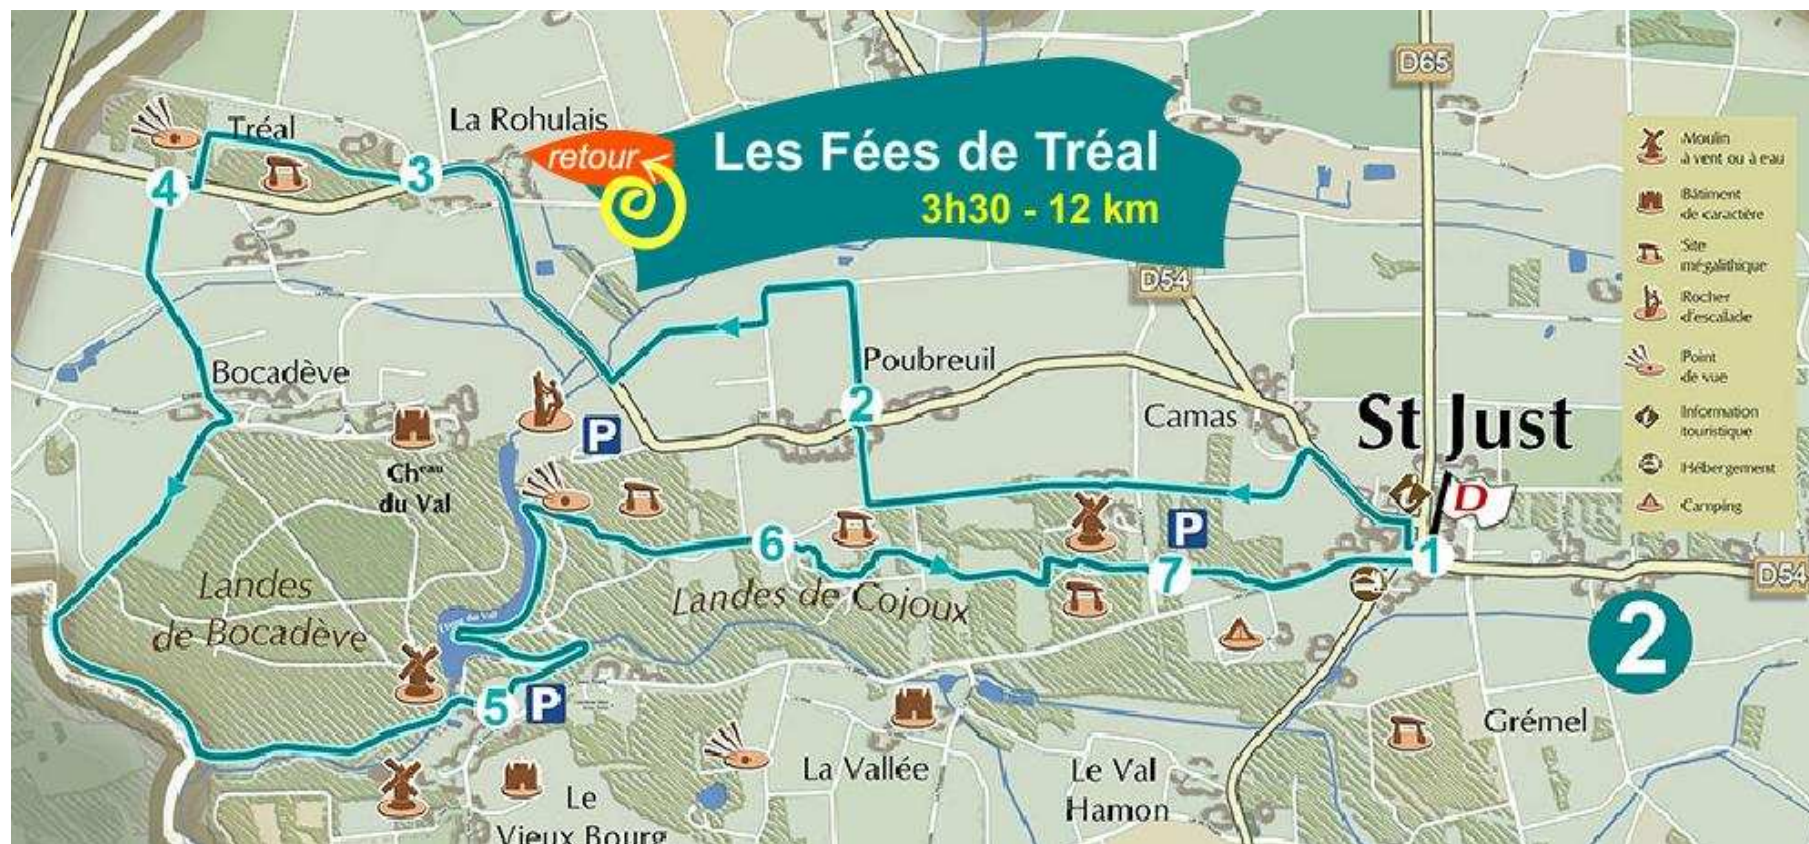 D65
La Rohulais
Tréal
retour
Les Fées de Tréal
3h30 - 12 km
3
4
D54
Moulin
à vent ou à eau
Bâtiment
de caractère
Site
mégalithique
Rocher
d'escalade
Point
de vue
Information
touristique
Hébergement
Camping
Bocadève
Poubreuil
2
Camas
St Just
P
Ch eau
du Val
D
P
6
7
1
D54
Landes
de Bocadève
Landes de Cojoux
2
5
P
Grémel
La Vallée
Le Val
Hamon
Le
Vieux Bourg